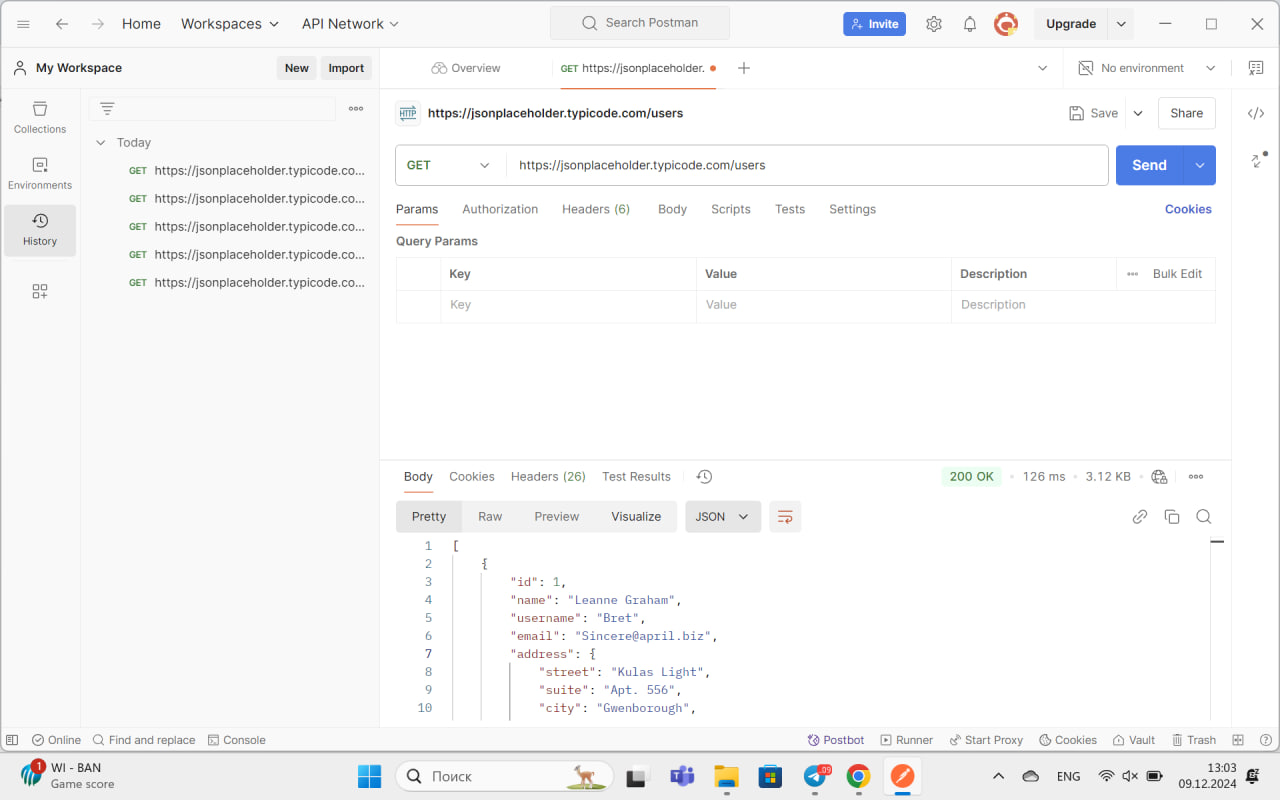 Home Workspaces API Network Search Postman Invite Upgrade
My Workspace New Import Overview GET https://jsonplaceholder. No environment
Collections
Environments
History
Today
GET https://jsonplaceholder.typicode.co...
GET https://jsonplaceholder.typicode.co...
GET https://jsonplaceholder.typicode.co...
GET https://jsonplaceholder.typicode.co...
GET https://jsonplaceholder.typicode.co...
HTTP https://jsonplaceholder.typicode.com/users Save Share
GET https://jsonplaceholder.typicode.com/users Send
Params Authorization Headers (6) Body Scripts Tests Settings Cookies
Query Params
Key Value Description Bulk Edit
Key Value Description
Body Cookies Headers (26) Test Results 200 OK 126 ms 3.12 KB
Pretty Raw Preview Visualize JSON
1 [
2 {
3 "id": 1,
4 "name": "Leanne Graham",
5 "username": "Bret",
6 "email": "Sincere@april.biz",
7 "address": {
8 "street": "Kulas Light",
9 "suite": "Apt. 556",
10 "city": "Gwenborough",
Online Find and replace Console Postbot Runner Start Proxy Cookies Vault Trash
1 WI - BAN
Game score
Поиск
99
ENG
13:03
09.12.2024